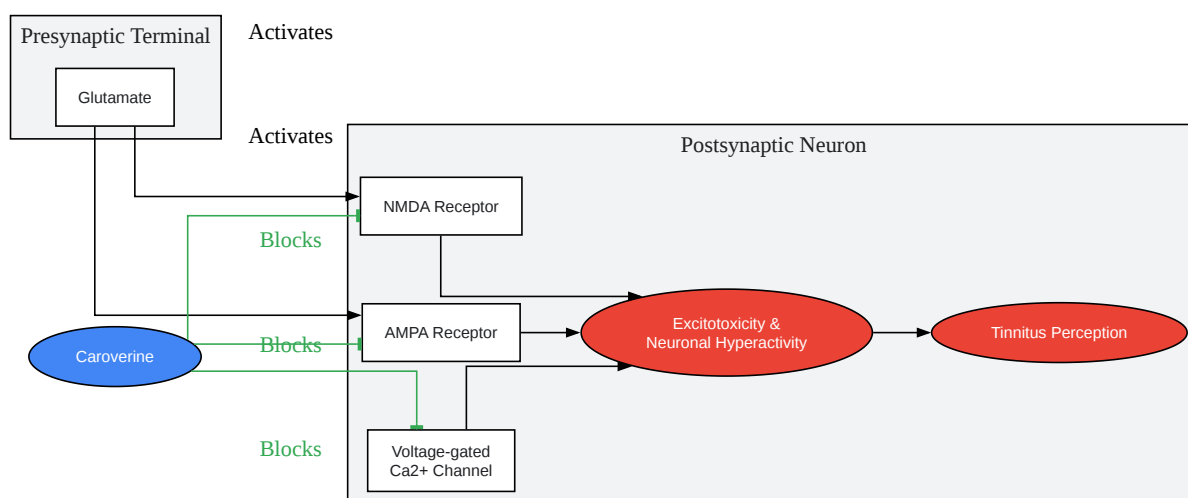 Presynaptic Terminal
Activates
Glutamate
Activates
Postsynaptic Neuron
NMDA Receptor
Blocks
AMPA Receptor
Excitotoxicity &
Neuronal Hyperactivity
Tinnitus Perception
Caroverine
Blocks
Blocks
Voltage-gated
Ca2+ Channel